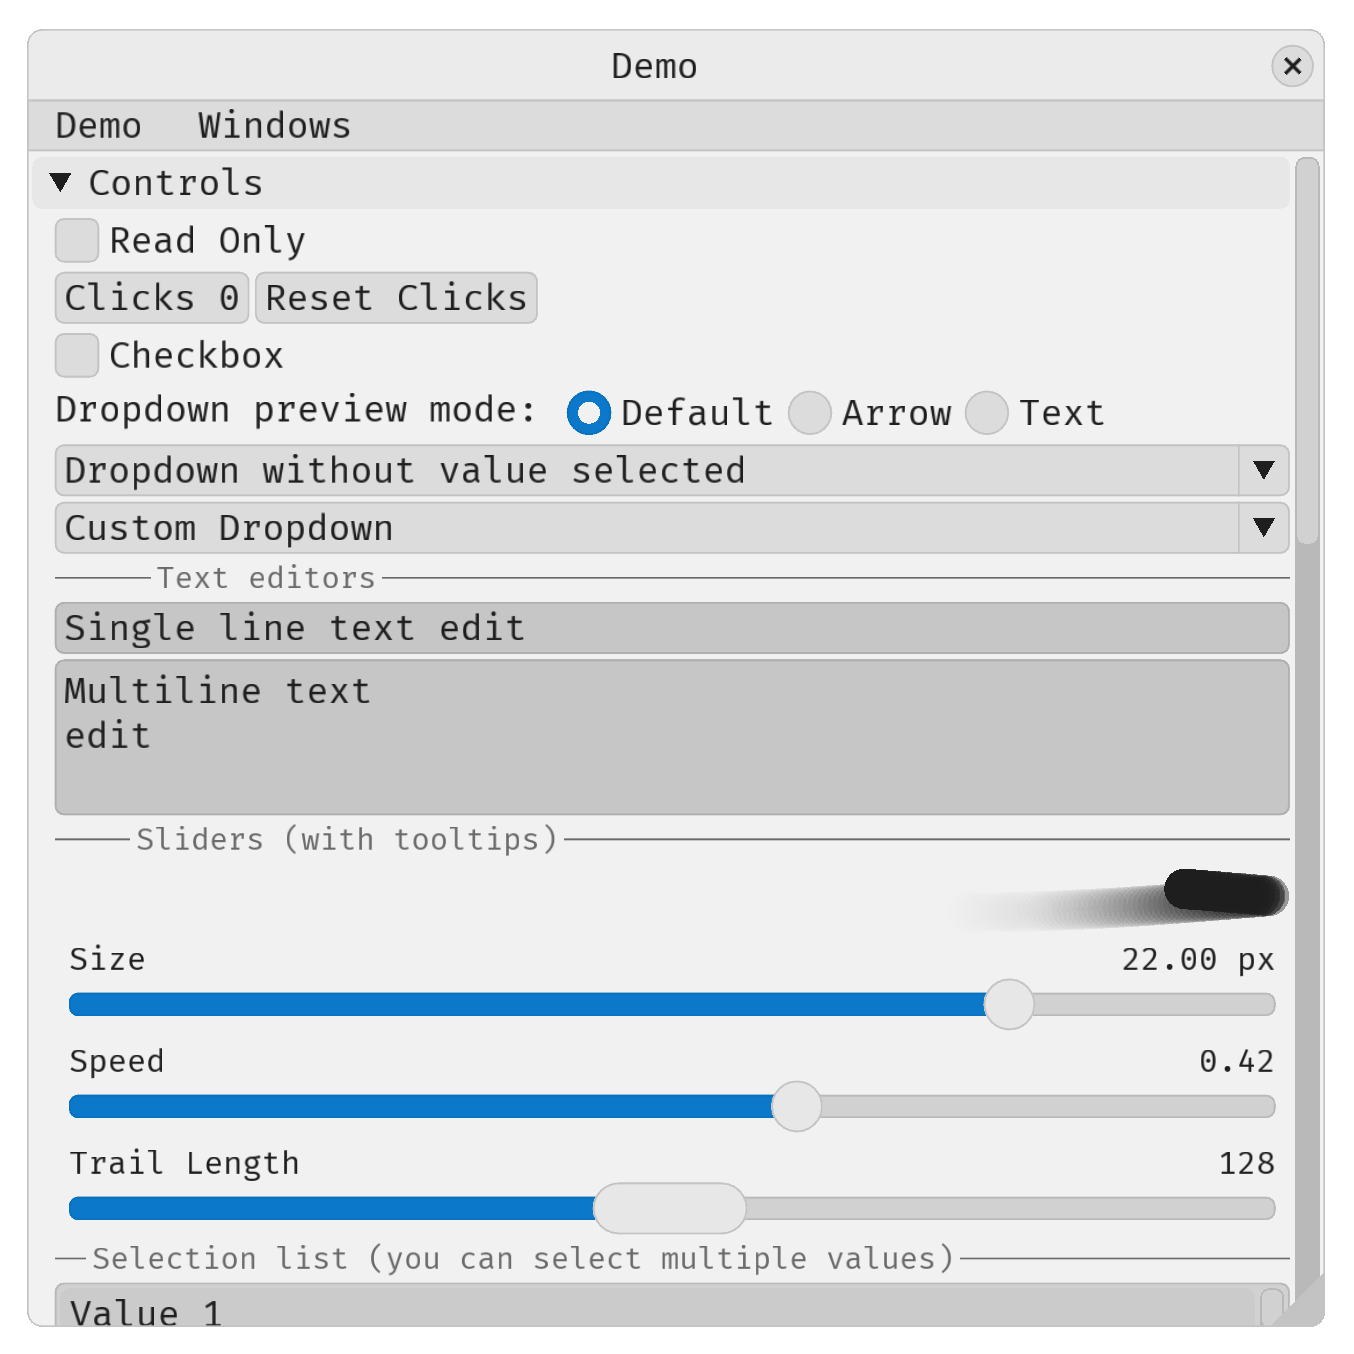 Demo
Demo Windows
Controls
Read Only
Clicks 0 Reset Clicks
Checkbox
Dropdown preview mode: Default Arrow Text
Dropdown without value selected
Custom Dropdown
Text editors
Single line text edit
Multiline text
edit
Sliders (with tooltips)
Size 22.00 px
Speed 0.42
Trail Length 128
Selection list (you can select multiple values)
Value 1